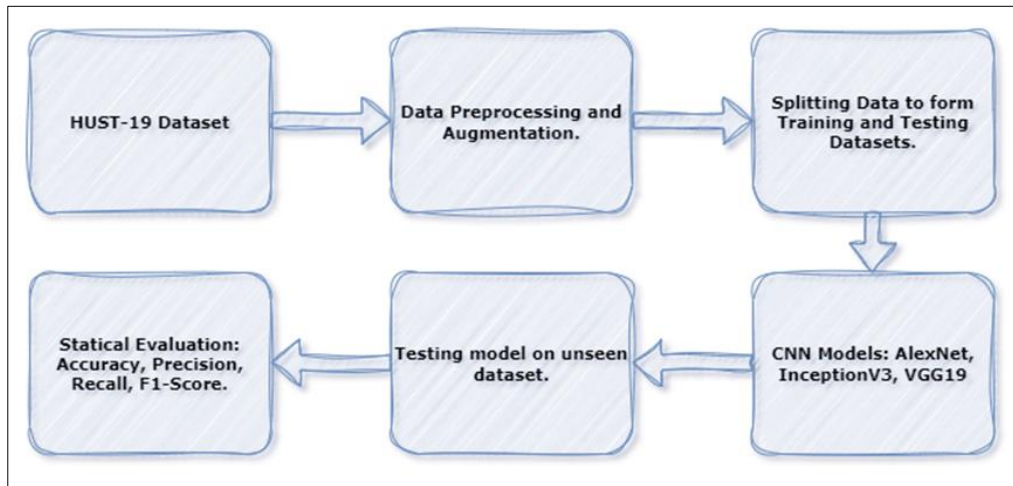 HUST-19 Dataset
Data Preprocessing and
Augmentation.
Splitting Data to form
Training and Testing
Datasets.
CNN Models: AlexNet,
InceptionV3, VGG19
Testing model on unseen
dataset.
Statical Evaluation:
Accuracy, Precision,
Recall, F1-Score.